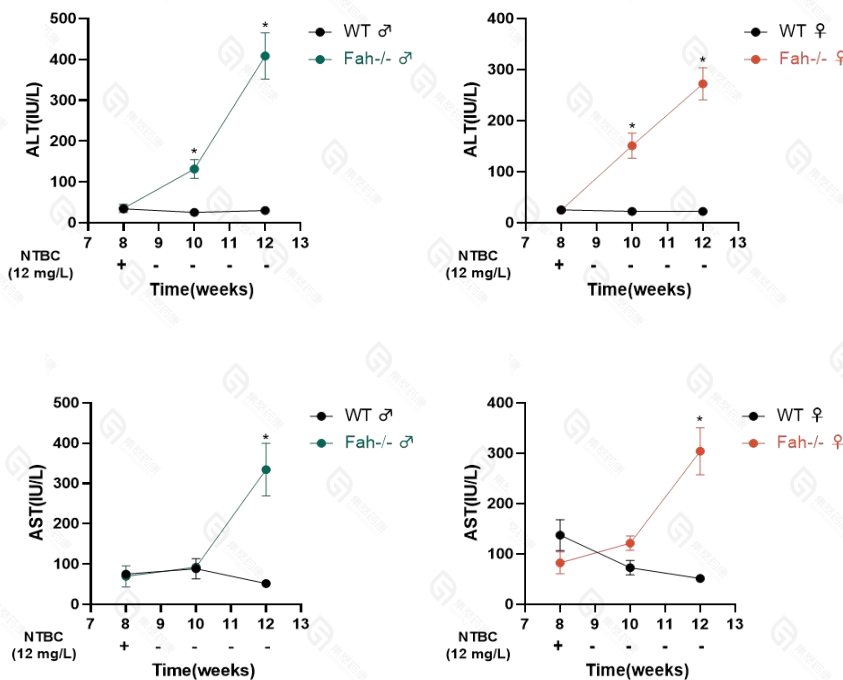 WT ♂
Fah-/- ♂
ALT(IU/L)
500
400
300
200
100
0
7 8 9 10 11 12 13
*
*
NTBC
(12 mg/L)
+ - - - -
Time(weeks)
WT ♀
Fah-/- ♀
ALT(IU/L)
400
300
200
100
0
7 8 9 10 11 12 13
*
*
NTBC
(12 mg/L)
+ - - - -
Time(weeks)
WT ♂
Fah-/- ♂
AST(IU/L)
500
400
300
200
100
0
7 8 9 10 11 12 13
*
NTBC
(12 mg/L)
+ - - - -
Time(weeks)
WT ♀
Fah-/- ♀
AST(IU/L)
400
300
200
100
0
7 8 9 10 11 12 13
*
NTBC
(12 mg/L)
+ - - - -
Time(weeks)